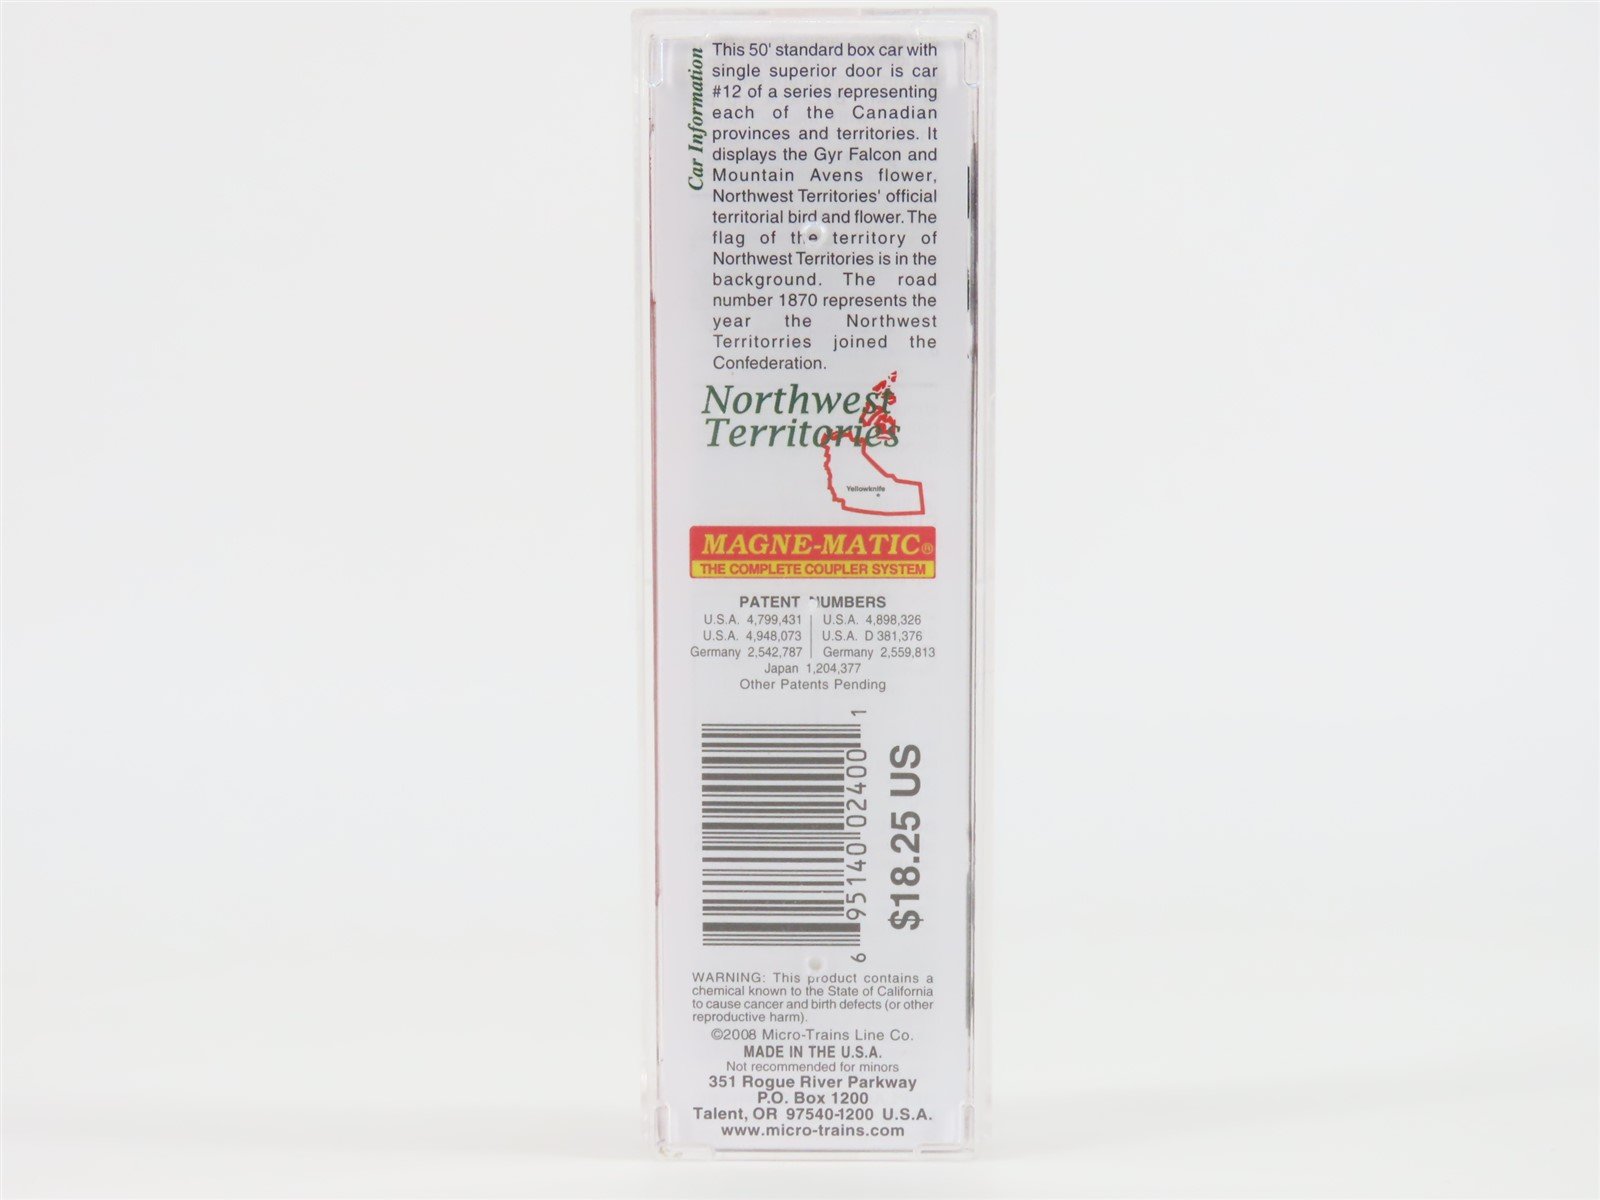 Car Information
This 50' standard box car with
single superior door is car
#12 of a series representing
each of the Canadian
provinces and territories. It
displays the Gyr Falcon and
Mountain Avens flower,
Northwest Territories' official
territorial bird and flower. The
flag of the territory of
Northwest Territories is in the
background. The road
number 1870 represents the
year the Northwest
Territorries joined the
Confederation.
Northwest
Territories
Yellowknife
MAGNE-MATIC®
THE COMPLETE COUPLER SYSTEM
PATENT NUMBERS
U.S.A. 4,799,431 U.S.A. 4,898,326
U.S.A. 4,948,073 U.S.A. D 381,376
Germany 2,542,787 Germany 2,559,813
Japan 1,204,377
Other Patents Pending
6 95140 02400 1
$18.25 US
WARNING: This product contains a
chemical known to the State of California
to cause cancer and birth defects (or other
reproductive harm).
©2008 Micro-Trains Line Co.
MADE IN THE U.S.A.
Not recommended for minors
351 Rogue River Parkway
P.O. Box 1200
Talent, OR 97540-1200 U.S.A.
www.micro-trains.com